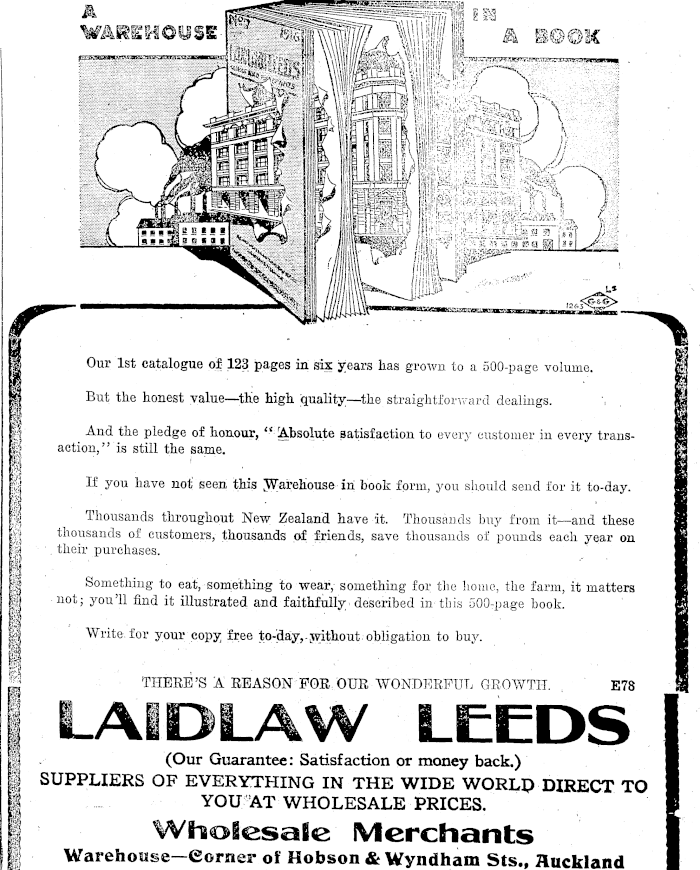 A
WAREHOUSE
IN
A BOOK
No 7
1916
1263
G&G
LS
Our 1st catalogue of 123 pages in six years has grown to a 500-page volume.
But the honest value—the high quality—the straightforward dealings.
And the pledge of honour, “ Absolute satisfaction to every customer in every trans-
action,” is still the same.
If you have not seen this Warehouse in book form, you should send for it to-day.
Thousands throughout New Zealand have it. Thousands buy from it—and these
thousands of customers, thousands of friends, save thousands of pounds each year on
their purchases.
Something to eat, something to wear, something for the home, the farm, it matters
not; you’ll find it illustrated and faithfully described in this 500-page book.
Write for your copy free to-day, without obligation to buy.
THERE’S A REASON FOR OUR WONDERFUL GROWTH.
E78
LAIDLAW LEEDS
(Our Guarantee: Satisfaction or money back.)
SUPPLIERS OF EVERYTHING IN THE WIDE WORLD DIRECT TO
YOU AT WHOLESALE PRICES.
Wholesale Merchants
Warehouse—Corner of Hobson & Wyndham Sts., Auckland